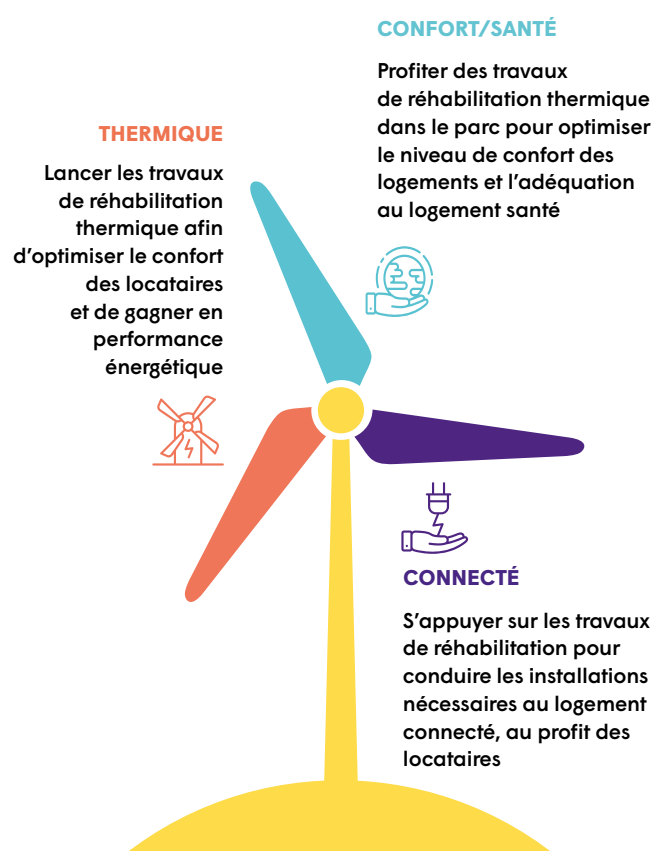 CONFORT/SANTÉ
Profiter des travaux
de réhabilitation thermique
dans le parc pour optimiser
le niveau de confort des
logements et l’adéquation
au logement santé
THERMIQUE
Lancer les travaux
de réhabilitation
thermique afin
d’optimiser le confort
des locataires
et de gagner en
performance
énergétique
CONNECTÉ
S’appuyer sur les travaux
de réhabilitation pour
conduire les installations
nécessaires au logement
connecté, au profit des
locataires